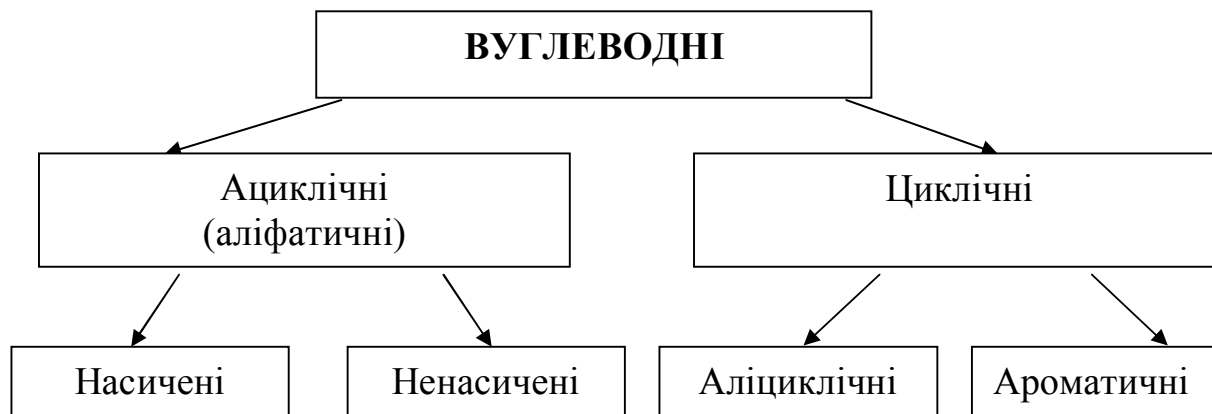 ВУГЛЕВОДНІ
Ациклічні
(аліфатичні)
Циклічні
Насичені
Ненасичені
Аліциклічні
Ароматичні